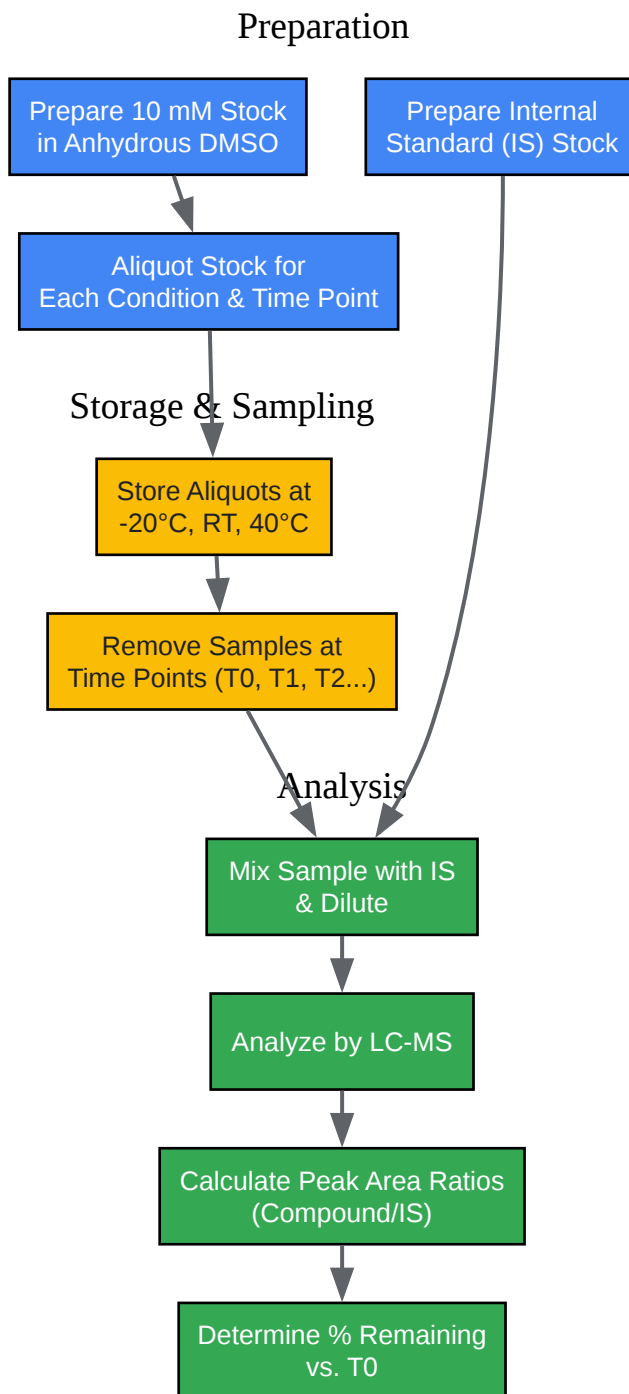 Preparation
Prepare 10 mM Stock
in Anhydrous DMSO
Prepare Internal
Standard (IS) Stock
Aliquot Stock for
Each Condition & Time Point
Storage & Sampling
Store Aliquots at
-20°C, RT, 40°C
Remove Samples at
Time Points (T0, T1, T2...)
Analysis
Mix Sample with IS
& Dilute
Analyze by LC-MS
Calculate Peak Area Ratios
(Compound/IS)
Determine % Remaining
vs. T0